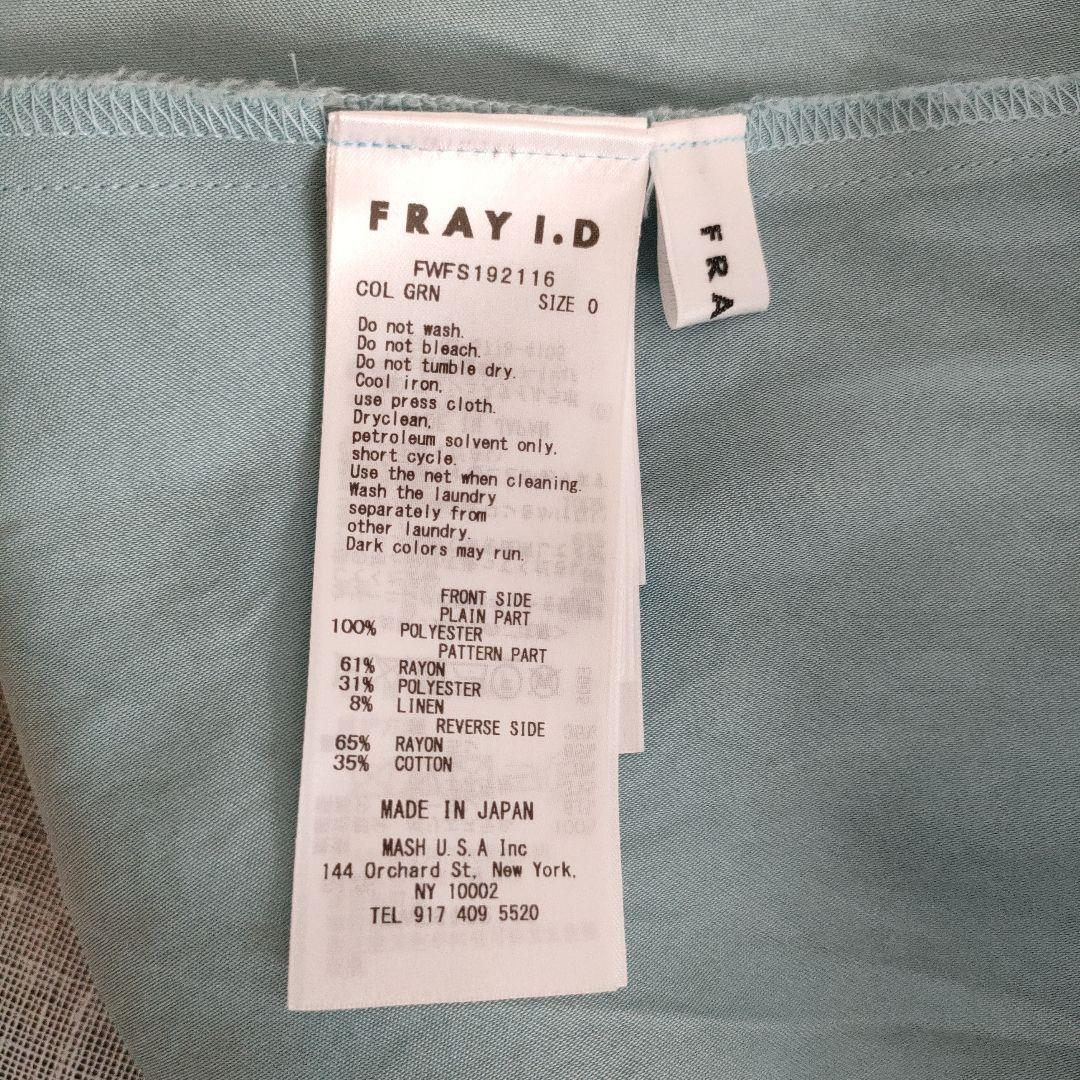 FRAY I.D
FWFS192116
COL GRN SIZE 0
Do not wash.
Do not bleach.
Do not tumble dry.
Cool iron,
use press cloth.
Dryclean,
petroleum solvent only,
short cycle.
Use the net when cleaning.
Wash the laundry
separately from
other laundry.
Dark colors may run.
FRONT SIDE
PLAIN PART
100% POLYESTER
PATTERN PART
61% RAYON
31% POLYESTER
8% LINEN
REVERSE SIDE
65% RAYON
35% COTTON
MADE IN JAPAN
MASH U.S.A Inc
144 Orchard St, New York,
NY 10002
TEL 917 409 5520
FRA